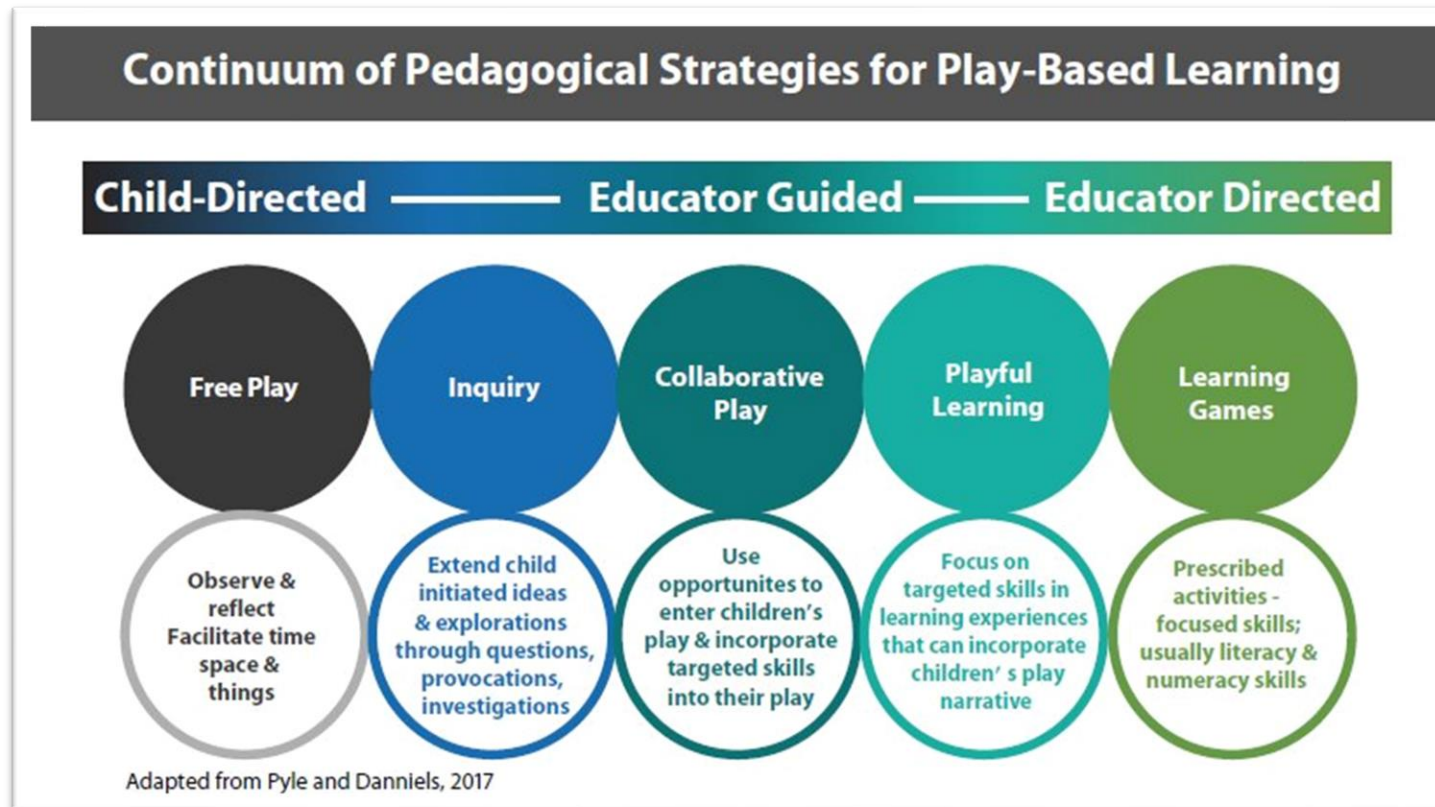 Continuum of Pedagogical Strategies for Play-Based Learning
Child-Directed
Educator Guided
Educator Directed
Free Play
Inquiry
Collaborative
Play
Playful
Learning
Learning
Games
Observe &
reflect
Facilitate time
space &
things
Extend child
initiated ideas
& explorations
through questions,
provocations,
investigations
Use
opportunites to
enter children's
play & incorporate
targeted skills
into their play
Focus on
targeted skills in
learning experiences
that can incorporate
children' s play
narrative
Prescribed
activities -
focused skills;
usually literacy &
numeracy skills
Adapted from Pyle and Danniels, 2017